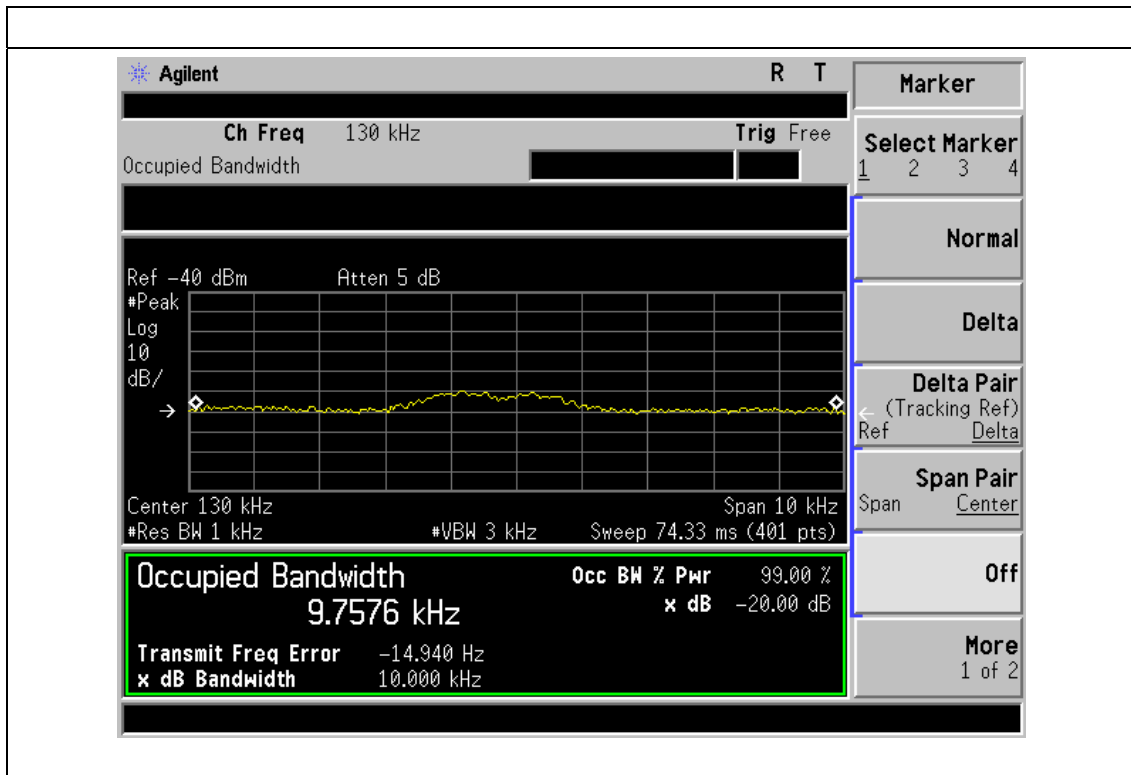 Agilent R T
Ch Freq 130 kHz Trig Free
Occupied Bandwidth
Ref -40 dBm Atten 5 dB
#Peak
Log
10
dB/
Center 130 kHz Span 10 kHz
#Res BW 1 kHz #VBW 3 kHz Sweep 74.33 ms (401 pts)
Occupied Bandwidth
9.7576 kHz
Occ BW % Pwr 99.00 %
x dB -20.00 dB
Transmit Freq Error -14.940 Hz
x dB Bandwidth 10.000 kHz
Marker
Select Marker
1 2 3 4
Normal
Delta
Delta Pair
(Tracking Ref)
Ref Delta
Span Pair
Span Center
Off
More
1 of 2